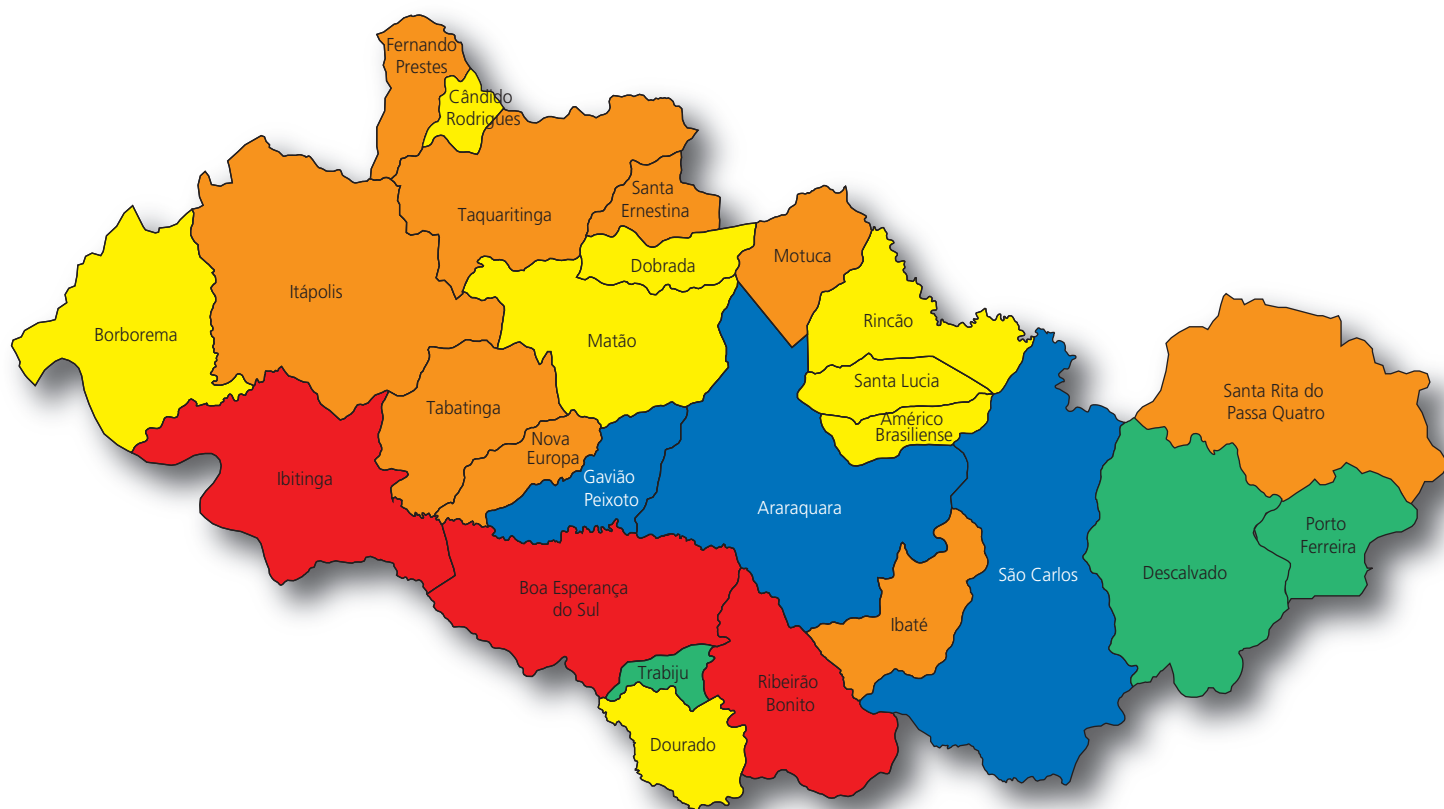 Fernando
Prestes
Cândido
Rodrigues
Taquaritinga
Santa
Ernestina
Dobrada
Motuca
Itápolis
Borborema
Matão
Rincão
Santa Lucia
Américo
Brasiliense
Tabatinga
Nova
Europa
Ibitinga
Gavião
Peixoto
Araraquara
Santa Rita do
Passa Quatro
Porto
Ferreira
Descalvado
São Carlos
Boa Esperança
do Sul
Ibaté
Trabiju
Ribeirão
Bonito
Dourado